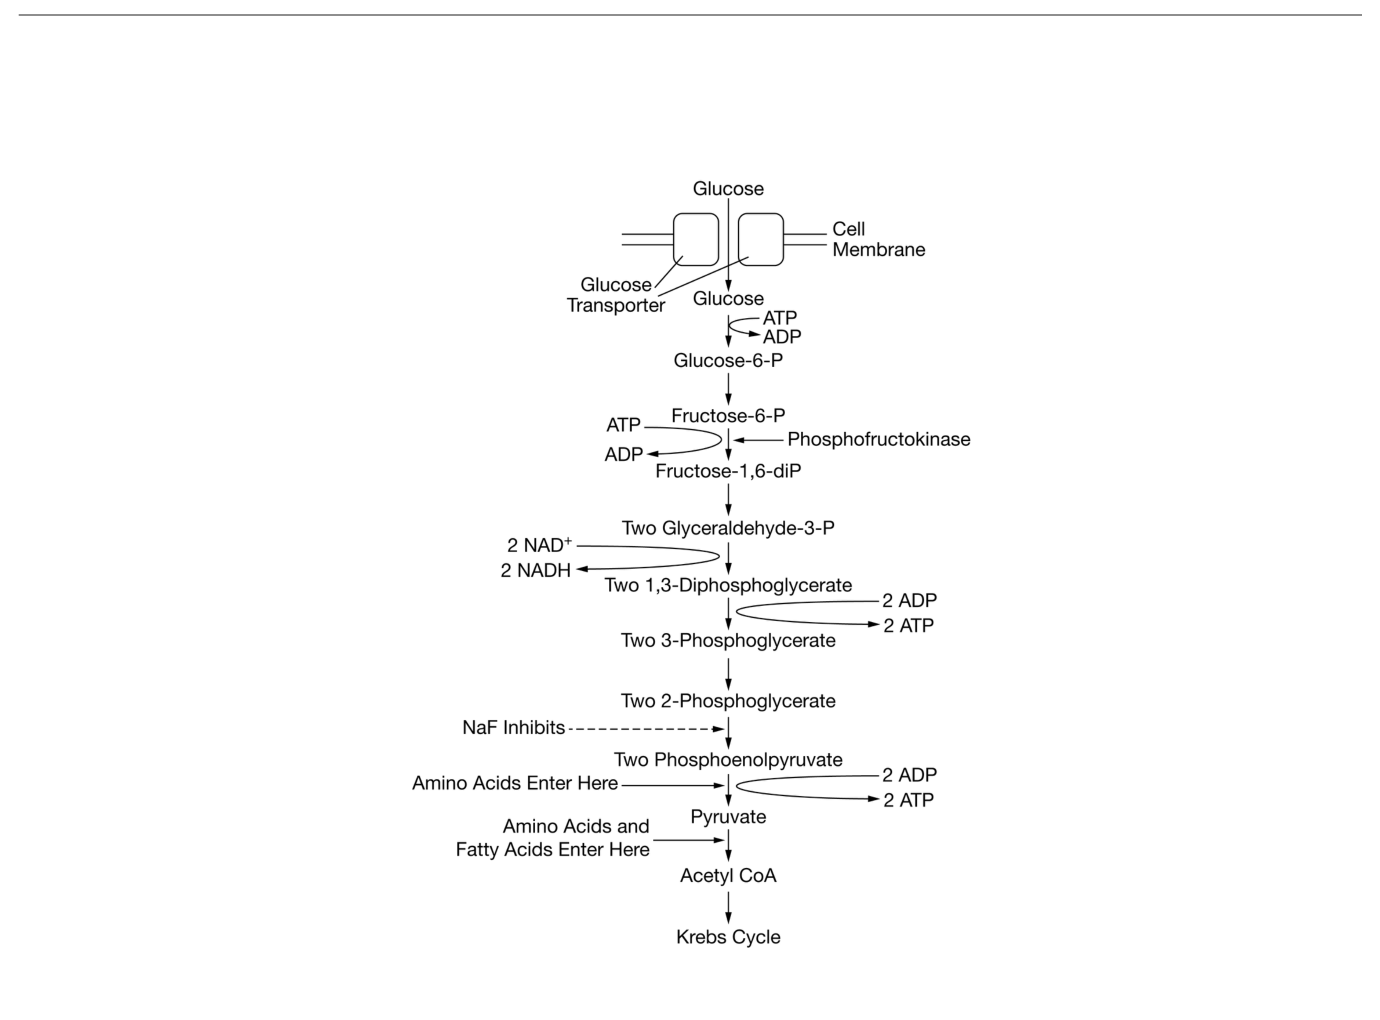 Glucose
Cell
Membrane
Glucose
Transporter
Glucose
ATP
ADP
Glucose-6-P
Fructose-6-P
ATP
Phosphofructokinase
ADP
Fructose-1,6-diP
Two Glyceraldehyde-3-P
2 NAD⁺
2 NADH
Two 1,3-Diphosphoglycerate
2 ADP
2 ATP
Two 3-Phosphoglycerate
Two 2-Phosphoglycerate
NaF Inhibits
Two Phosphoenolpyruvate
2 ADP
Amino Acids Enter Here
2 ATP
Pyruvate
Amino Acids and
Fatty Acids Enter Here
Acetyl CoA
Krebs Cycle